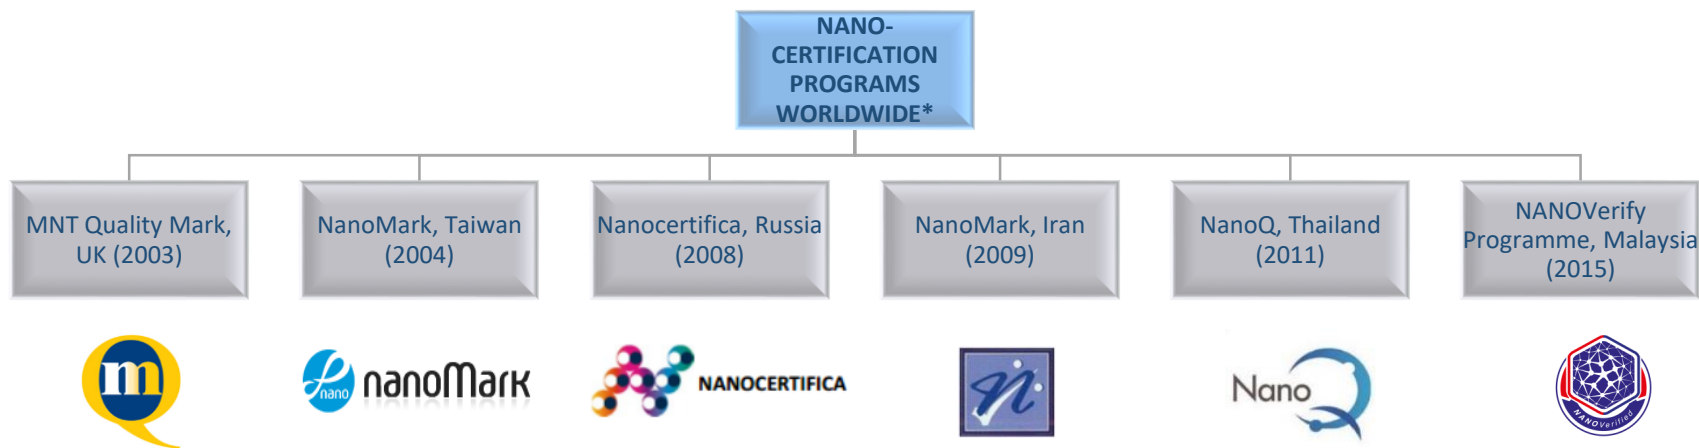 NANO-
CERTIFICATION
PROGRAMS
WORLDWIDE*
MNT Quality Mark,
UK (2003)
NanoMark, Taiwan
(2004)
Nanocertifica, Russia
(2008)
NanoMark, Iran
(2009)
NanoQ, Thailand
(2011)
NANOVerify
Programme, Malaysia
(2015)
m
nano
nanoMark
NANOCERTIFICA
n
Nano
NANOVerified